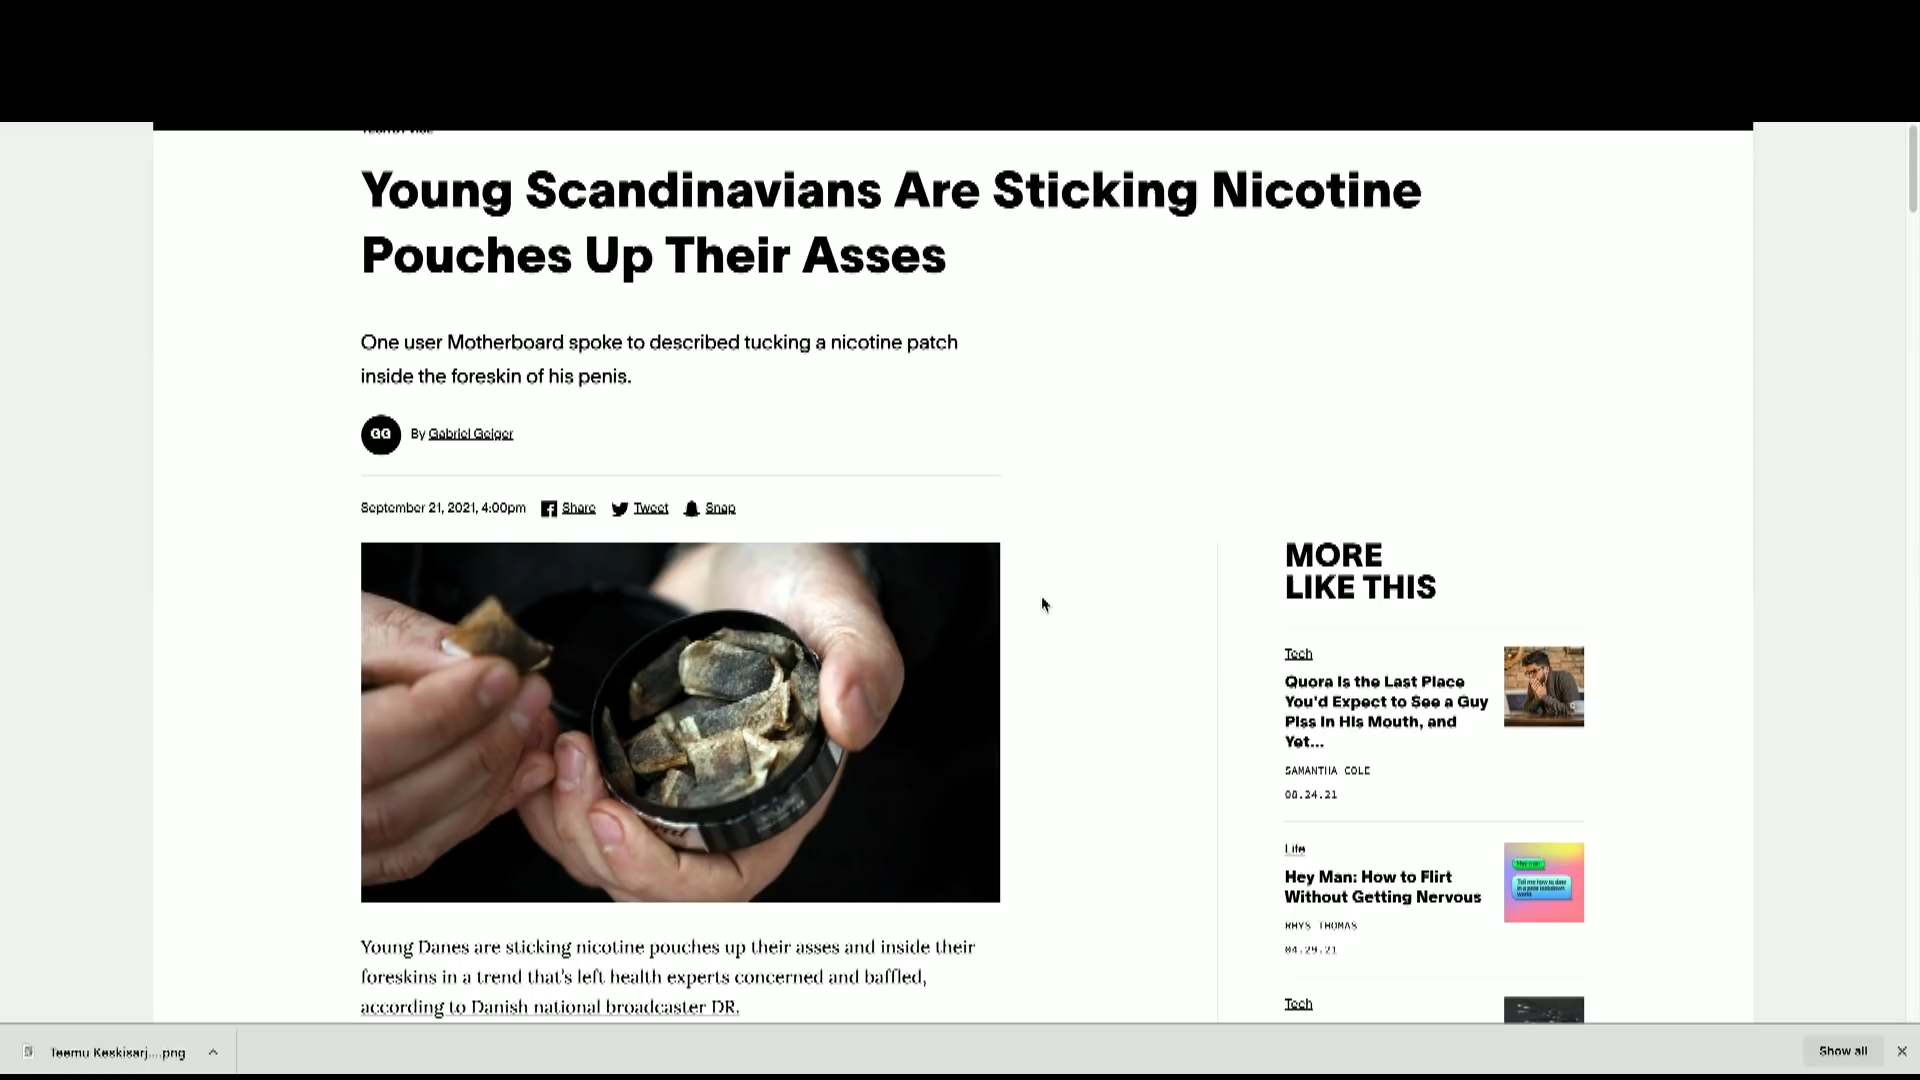 Young Scandinavians Are Sticking Nicotine
Pouches Up Their Asses
One user Motherboard spoke to described tucking a nicotine patch
inside the foreskin of his penis.
GG
By Gabriel Geiger
September 21, 2021, 4:00pm Share Tweet Snap
MORE
LIKE THIS
Tech
Quora Is the Last Place
You'd Expect to See a Guy
Piss in His Mouth, and
Yet...
SAMANTHA COLE
08.24.21
Life
Hey Man: How to Flirt
Without Getting Nervous
RHYS THOMAS
04.29.21
Tech
Young Danes are sticking nicotine pouches up their asses and inside their
foreskins in a trend that's left health experts concerned and baffled,
according to Danish national broadcaster DR.
Teemu Keskisarj....png
Show all